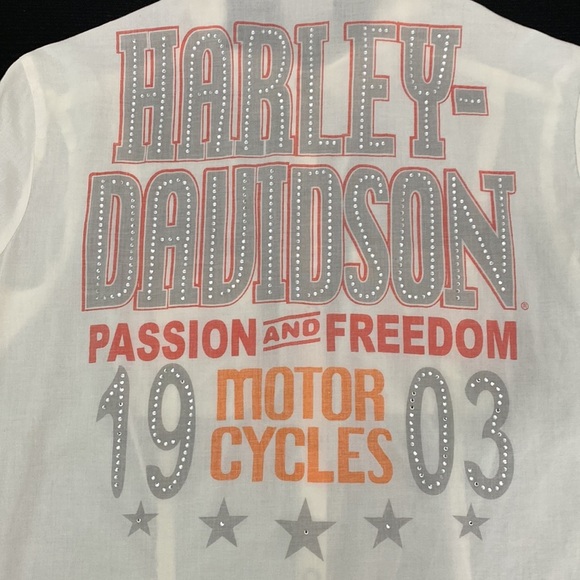 HARLEY-
DAVIDSON®
PASSION AND FREEDOM
19 MOTOR 03
CYCLES